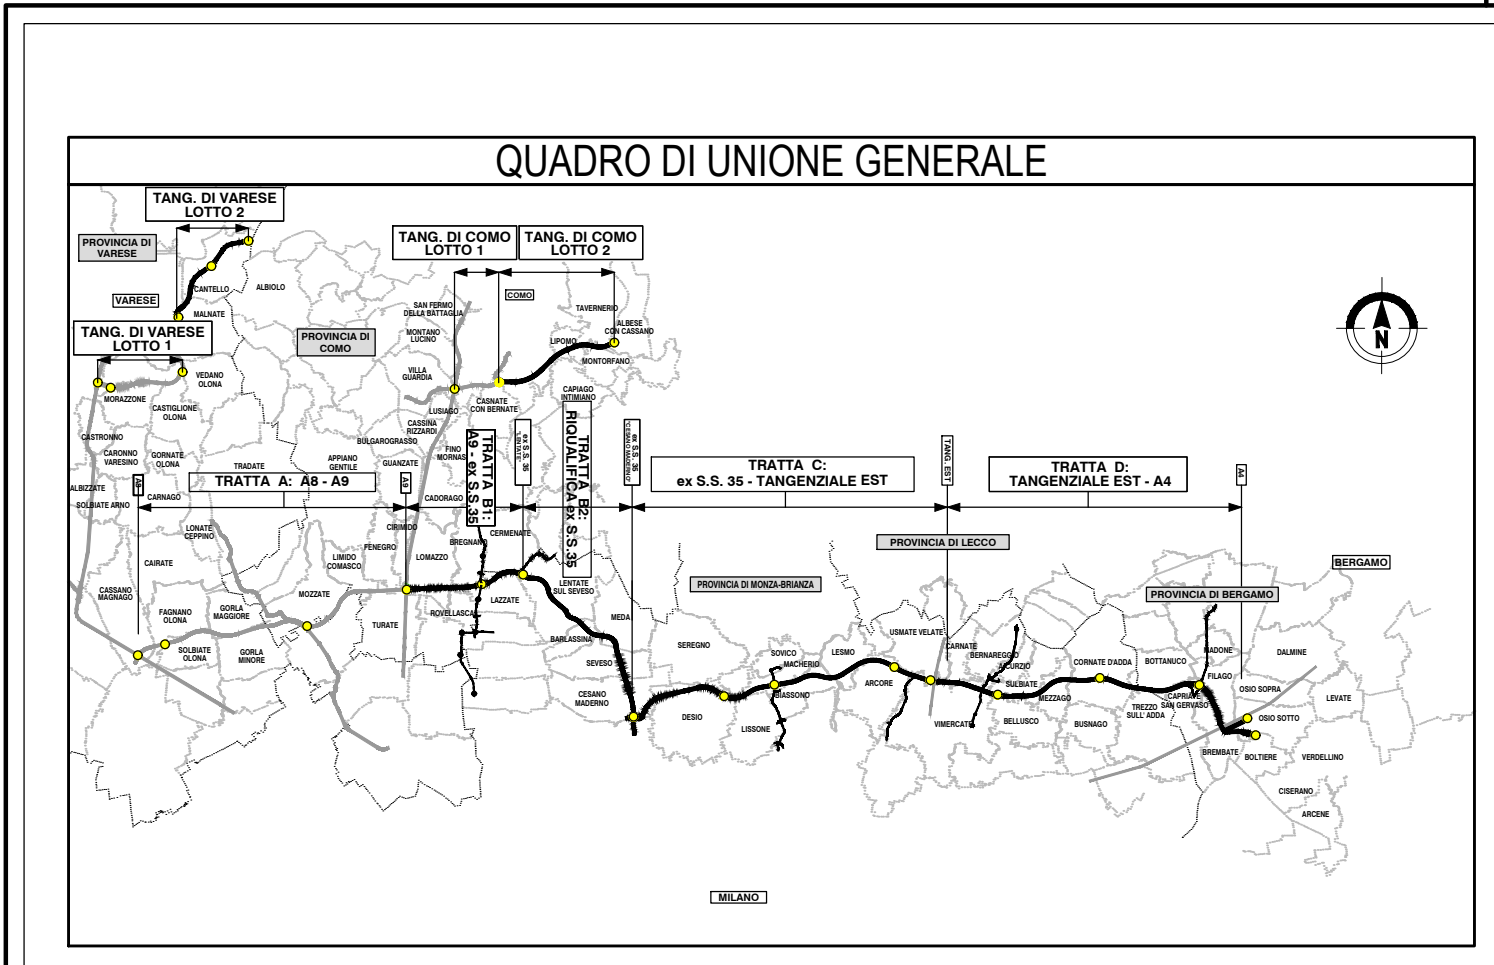 QUADRO DI UNIONE GENERALE
TANG. DI VARESE
LOTTO 2
PROVINCIA DI
VARESE
TANG. DI COMO
LOTTO 1
TANG. DI COMO
LOTTO 2
CANTELLO
ALBIOLO
VARESE
MALNATE
COMO
SAN FERMO
DELLA BATTAGLIA
TAVERNERIO
ALBESE
CON CASSANO
TANG. DI VARESE
LOTTO 1
PROVINCIA DI
COMO
MONTANO
LUCINO
LIPOMO
MONTORFANO
N
VEDANO
OLONA
VILLA
GUARDIA
MORAZZONE
CASTIGLIONE
OLONA
LUSIAGO
CASNATE
CON BERNATE
CAPIAGO
INTIMIANO
CASSINA
RIZZARDI
CASTRONNO
BULGAROGRASSO
CARONNO
VARESINO
GORNATE
OLONA
TRADATE
APPIANO
GENTILE
GUANZATE
FINO
MORNAS
TRATTA B1:
A9 - ex S.S.35
ex S.S. 35
"LENTATE"
TRATTA B2:
RIQUALIFICA ex S.S.35
ex S.S. 35
"CESANO MADERNO"
TRATTA C:
ex S.S. 35 - TANGENZIALE EST
TANG. EST
TRATTA D:
TANGENZIALE EST - A4
A4
ALBIZZATE
SOLBIATE ARNO
A8
CARNAGO
TRATTA A: A8 - A9
A9
CADORAGO
LONATE
CEPPINO
CIRIMIDO
FENEGRO
LOMAZZO
BREGNANO
CERMENATE
PROVINCIA DI LECCO
CAIRATE
LIMIDO
COMASCO
BERGAMO
CASSANO
MAGNAGO
MOZZATE
LAZZATE
LENTATE
SUL SEVESO
PROVINCIA DI MONZA-BRIANZA
PROVINCIA DI BERGAMO
FAGNANO
OLONA
GORLA
MAGGIORE
TURATE
ROVELLASCA
MEDA
SOLBIATE
OLONA
GORLA
MINORE
BARLASSINA
SEVESO
SEREGNO
SOVICO
MACHERIO
LESMO
USMATE VELATE
CARNATE
BERNAREGGIO
AICURZIO
SULBIATE
CORNATE D'ADDA
BOTTANUCO
MADONE
FILAGO
DALMINE
CESANO
MADERNO
BIASSONO
ARCORE
MEZZAGO
CAPRIATE
SAN GERVASO
OSIO SOPRA
LEVATE
DESIO
LISSONE
VIMERCATE
BELLUSCO
BUSNAGO
TREZZO
SULL' ADDA
OSIO SOTTO
BREMBATE
BOLTIERE
VERDELLINO
CISERANO
ARCENE
MILANO